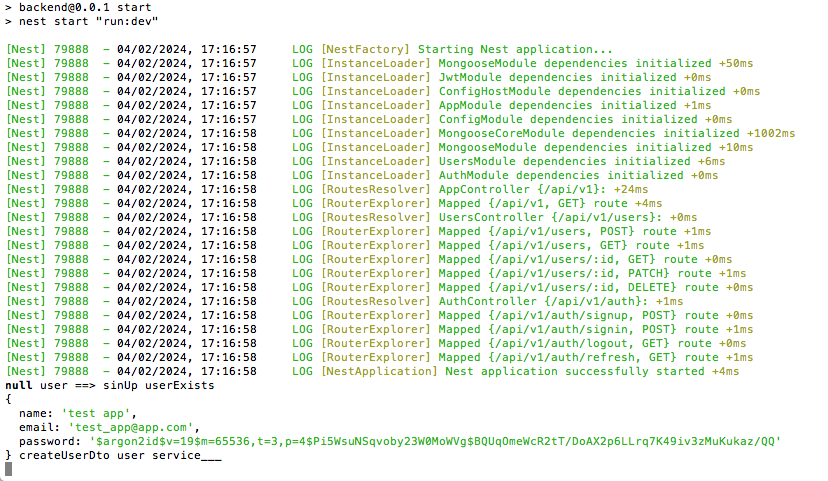 > backend@0.0.1 start
> nest start "run:dev"
[Nest] 79888  - 04/02/2024, 17:16:57     LOG [NestFactory] Starting Nest application...
[Nest] 79888  - 04/02/2024, 17:16:57     LOG [InstanceLoader] MongooseModule dependencies initialized +50ms
[Nest] 79888  - 04/02/2024, 17:16:57     LOG [InstanceLoader] JwtModule dependencies initialized +0ms
[Nest] 79888  - 04/02/2024, 17:16:57     LOG [InstanceLoader] ConfigHostModule dependencies initialized +0ms
[Nest] 79888  - 04/02/2024, 17:16:57     LOG [InstanceLoader] AppModule dependencies initialized +1ms
[Nest] 79888  - 04/02/2024, 17:16:57     LOG [InstanceLoader] ConfigModule dependencies initialized +0ms
[Nest] 79888  - 04/02/2024, 17:16:58     LOG [InstanceLoader] MongooseCoreModule dependencies initialized +1002ms
[Nest] 79888  - 04/02/2024, 17:16:58     LOG [InstanceLoader] MongooseModule dependencies initialized +10ms
[Nest] 79888  - 04/02/2024, 17:16:58     LOG [InstanceLoader] UsersModule dependencies initialized +6ms
[Nest] 79888  - 04/02/2024, 17:16:58     LOG [InstanceLoader] AuthModule dependencies initialized +0ms
[Nest] 79888  - 04/02/2024, 17:16:58     LOG [RoutesResolver] AppController {/api/v1}: +24ms
[Nest] 79888  - 04/02/2024, 17:16:58     LOG [RouterExplorer] Mapped {/api/v1, GET} route +4ms
[Nest] 79888  - 04/02/2024, 17:16:58     LOG [RoutesResolver] UsersController {/api/v1/users}: +0ms
[Nest] 79888  - 04/02/2024, 17:16:58     LOG [RouterExplorer] Mapped {/api/v1/users, POST} route +1ms
[Nest] 79888  - 04/02/2024, 17:16:58     LOG [RouterExplorer] Mapped {/api/v1/users, GET} route +1ms
[Nest] 79888  - 04/02/2024, 17:16:58     LOG [RouterExplorer] Mapped {/api/v1/users/:id, GET} route +0ms
[Nest] 79888  - 04/02/2024, 17:16:58     LOG [RouterExplorer] Mapped {/api/v1/users/:id, PATCH} route +1ms
[Nest] 79888  - 04/02/2024, 17:16:58     LOG [RouterExplorer] Mapped {/api/v1/users/:id, DELETE} route +0ms
[Nest] 79888  - 04/02/2024, 17:16:58     LOG [RoutesResolver] AuthController {/api/v1/auth}: +1ms
[Nest] 79888  - 04/02/2024, 17:16:58     LOG [RouterExplorer] Mapped {/api/v1/auth/signup, POST} route +0ms
[Nest] 79888  - 04/02/2024, 17:16:58     LOG [RouterExplorer] Mapped {/api/v1/auth/signin, POST} route +1ms
[Nest] 79888  - 04/02/2024, 17:16:58     LOG [RouterExplorer] Mapped {/api/v1/auth/logout, GET} route +0ms
[Nest] 79888  - 04/02/2024, 17:16:58     LOG [RouterExplorer] Mapped {/api/v1/auth/refresh, GET} route +1ms
[Nest] 79888  - 04/02/2024, 17:16:58     LOG [NestApplication] Nest application successfully started +4ms
null user ==> sinUp userExists
{
  name: 'test app',
  email: 'test_app@app.com',
  password: '$argon2id$v=19$m=65536,t=3,p=4$Pi5WsuNSqvoby23W0MoWVg$BQUqOmeWcR2tT/DoAX2p6LLrq7K49iv3zMuKukaz/QQ'
} createUserDto user service___